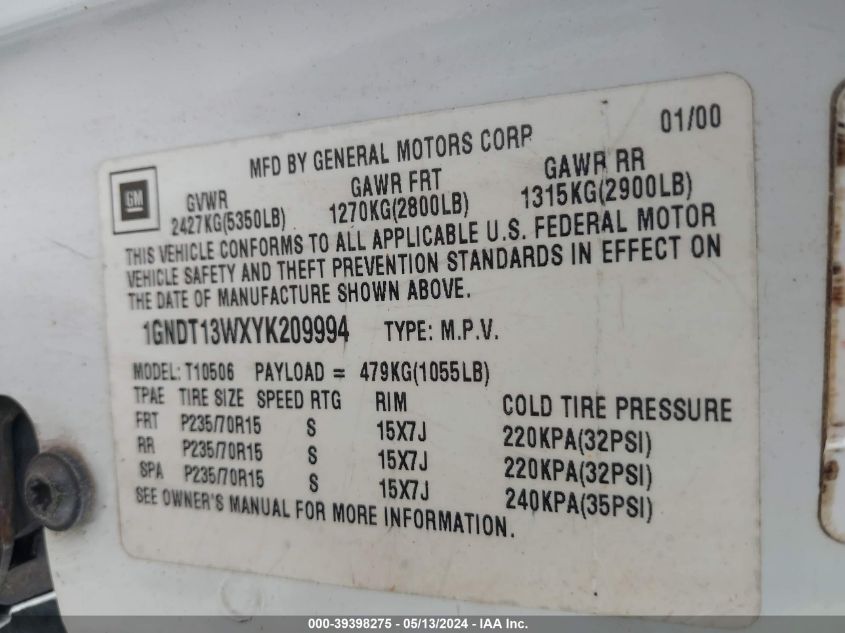 01/00
MFD BY GENERAL MOTORS CORP
GM
GVWR GAWR FRT GAWR RR
2427KG(5350LB) 1270KG(2800LB) 1315KG(2900LB)
THIS VEHICLE CONFORMS TO ALL APPLICABLE U.S. FEDERAL MOTOR
VEHICLE SAFETY AND THEFT PREVENTION STANDARDS IN EFFECT ON
THE DATE OF MANUFACTURE SHOWN ABOVE.
1GNDT13WXYK209994 TYPE: M.P.V.
MODEL: T10506 PAYLOAD = 479KG(1055LB)
TPAE TIRE SIZE SPEED RTG RIM COLD TIRE PRESSURE
FRT P235/70R15 S 15X7J 220KPA(32PSI)
RR P235/70R15 S 15X7J 220KPA(32PSI)
SPA P235/70R15 S 15X7J 240KPA(35PSI)
SEE OWNER'S MANUAL FOR MORE INFORMATION.
000-39398275 - 05/13/2024 - IAA Inc.